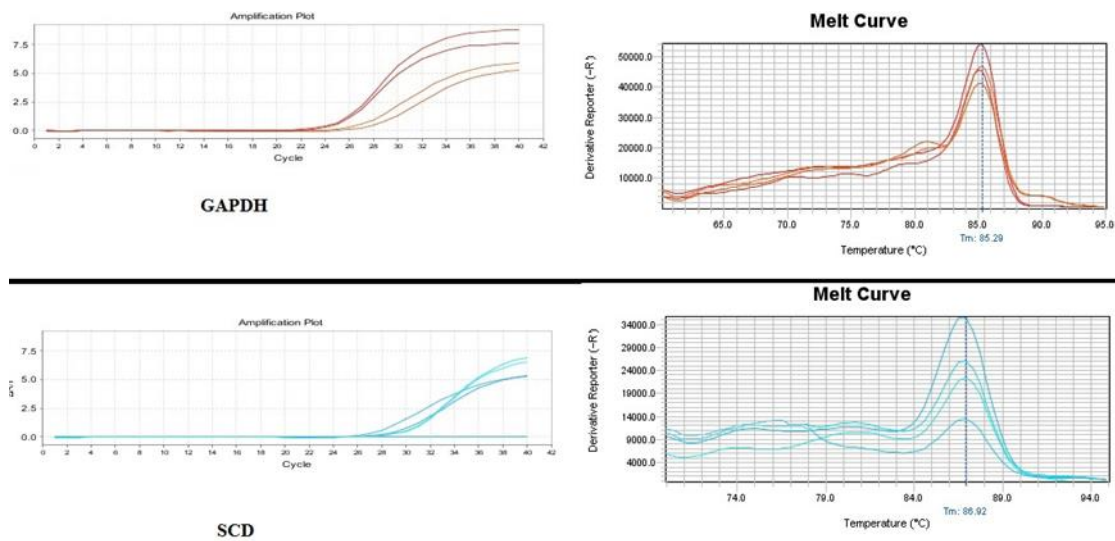 Amplification Plot
7.5
5.0
2.5
0.0
0 2 4 6 8 10 12 14 16 18 20 22 24 26 28 30 32 34 36 38 40 42
Cycle
GAPDH
Melt Curve
Derivative Reporter (-R')
50000.0
40000.0
30000.0
20000.0
10000.0
65.0 70.0 75.0 80.0 85.0 90.0 95.0
Tm: 85.29
Temperature (°C)
Amplification Plot
7.5
5.0
2.5
0.0
0 2 4 6 8 10 12 14 16 18 20 22 24 26 28 30 32 34 36 38 40 42
Cycle
SCD
Melt Curve
Derivative Reporter (-R')
34000.0
29000.0
24000.0
19000.0
14000.0
9000.0
4000.0
74.0 79.0 84.0 89.0 94.0
Tm: 86.92
Temperature (°C)